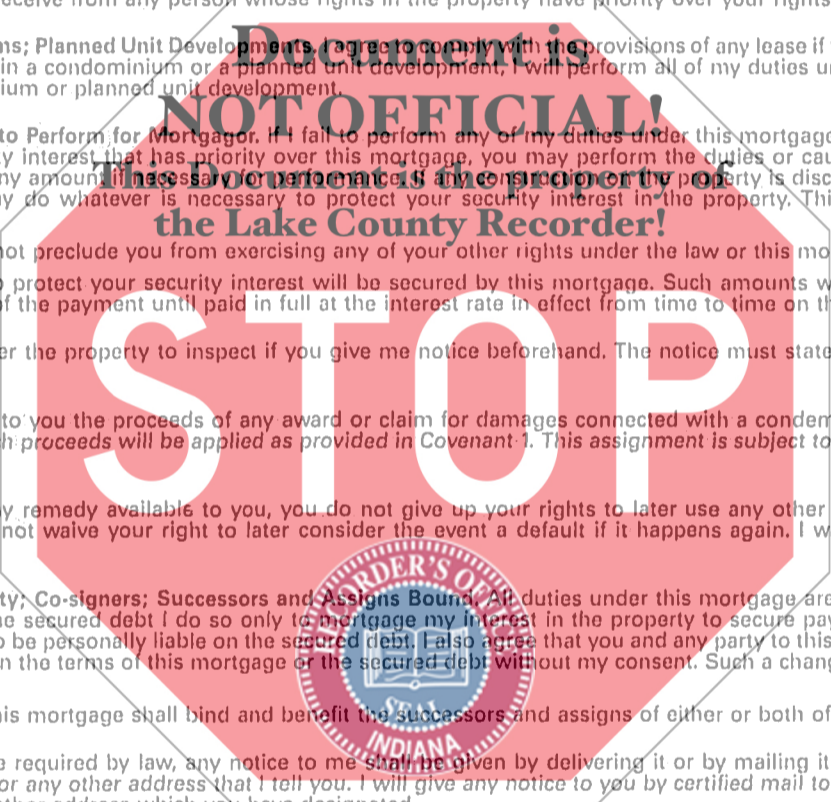 receive from any person whose rights in the property have priority over your rights
Document is
ns; Planned Unit Developments. I agree to comply with the provisions of any lease if
in a condominium or a planned unit development, I will perform all of my duties
ium or planned unit development.
NOT OFFICIAL!
to Perform for Mortgagor. If I fail to perform any of my duties under this mortgage
y interest that has priority over this mortgage, you may perform the duties or cau
This Document is the property of
ny amount if necessary for performance. If any construction on the property is disc
y do whatever is necessary to protect your security interest in the property. Thi
the Lake County Recorder!
not preclude you from exercising any of your other rights under the law or this mo
protect your security interest will be secured by this mortgage. Such amounts w
f the payment until paid in full at the interest rate in effect from time to time on th
STOP
er the property to inspect if you give me notice beforehand. The notice must state
to you the proceeds of any award or claim for damages connected with a condem
h proceeds will be applied as provided in Covenant 1. This assignment is subject to
y remedy available to you, you do not give up your rights to later use any other
not waive your right to later consider the event a default if it happens again. I w
ty; Co-signers; Successors and Assigns Bound. All duties under this mortgage are
he secured debt I do so only to mortgage my interest in the property to secure pay
o be personally liable on the secured debt. I also agree that you and any party to this
n the terms of this mortgage or the secured debt without my consent. Such a chang
RECORDER'S OFFICE
SEAL
INDIANA
is mortgage shall bind and benefit the successors and assigns of either or both of
e required by law, any notice to me shall be given by delivering it or by mailing it
or any other address that I tell you. I will give any notice to you by certified mail to
other address which you have designated.